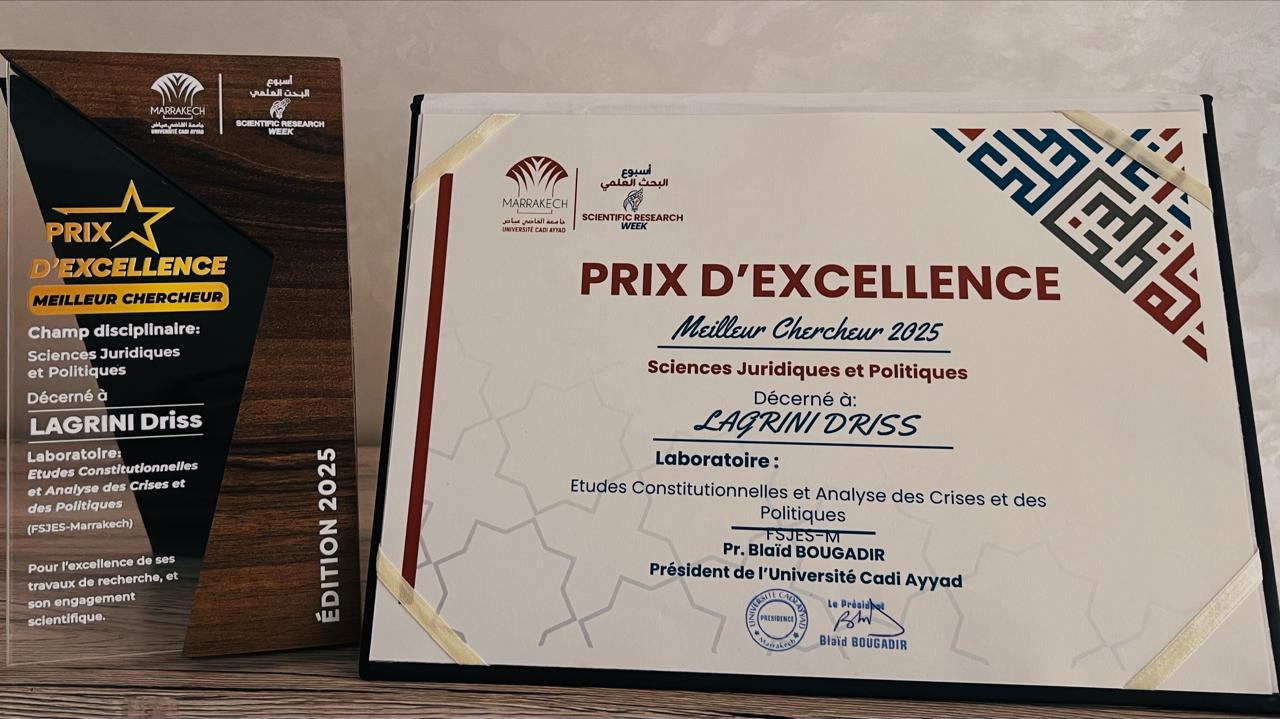 MARRAKECH
جامعة القاضي عياض
UNIVERSITÉ CADI AYYAD
أسبوع
البحث العلمي
SCIENTIFIC RESEARCH
WEEK
PRIX
D'EXCELLENCE
MEILLEUR CHERCHEUR
Champ disciplinaire:
Sciences Juridiques
et Politiques
Décerné à
LAGRINI Driss
Laboratoire:
Etudes Constitutionnelles
et Analyse des Crises et
des Politiques
(FSJES-Marrakech)
Pour l'excellence de ses
travaux de recherche, et
son engagement
scientifique.
ÉDITION 2025
MARRAKECH
جامعة القاضي عياض
UNIVERSITÉ CADI AYYAD
أسبوع
البحث العلمي
SCIENTIFIC RESEARCH
WEEK
PRIX D'EXCELLENCE
Meilleur Chercheur 2025
Sciences Juridiques et Politiques
Décerné à:
LAGRINI DRISS
Laboratoire :
Etudes Constitutionnelles et Analyse des Crises et des
Politiques
FSJES-M
Pr. Blaïd BOUGADIR
Président de l'Université Cadi Ayyad
UNIVERSITÉ CADI AYYAD
PRESIDENCE
Marrakech
Le Président
Blaïd BOUGADIR